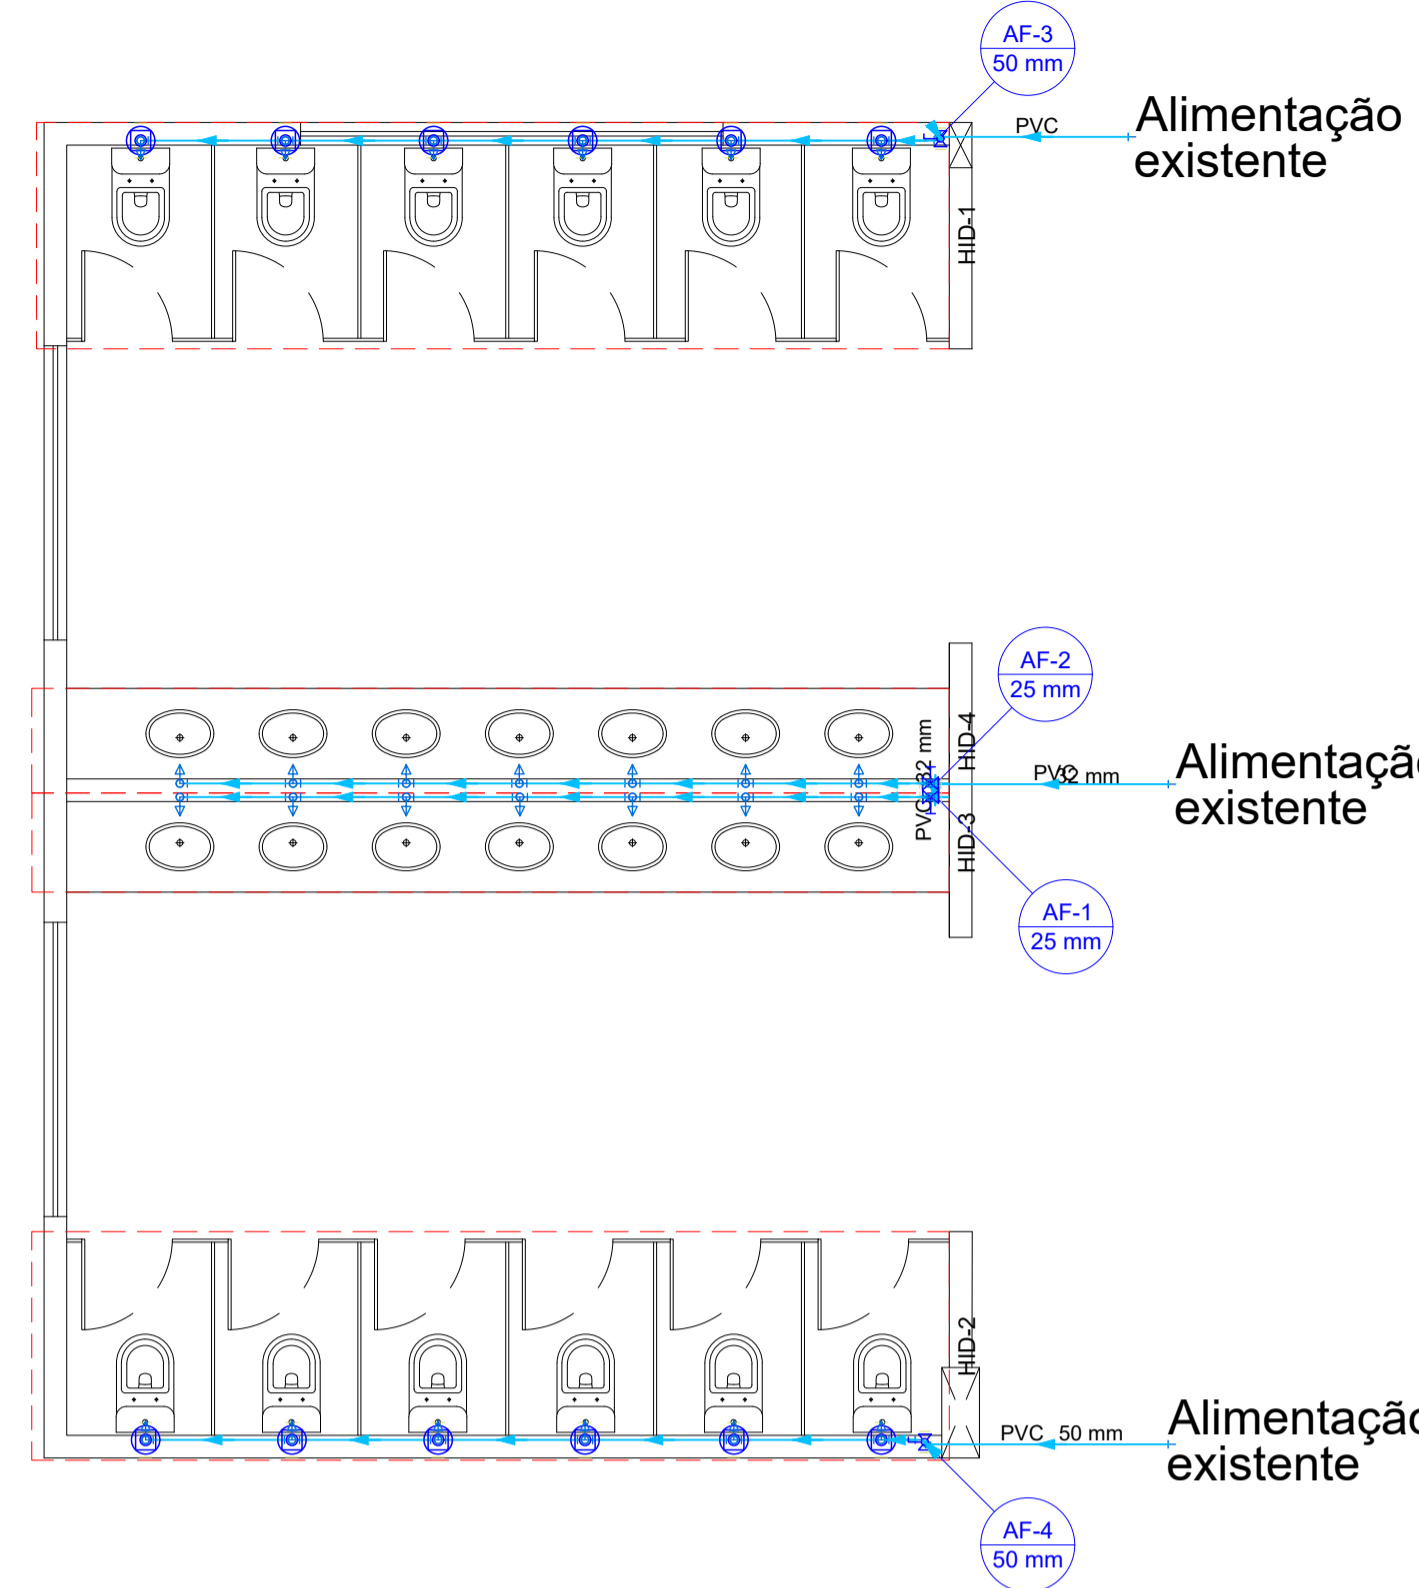 AF-3
50 mm
PVC
Alimentação
existente
HID-1
AF-2
25 mm
HID-4
PVC 32 mm
PVC 32 mm
Alimentação
existente
HID-3
AF-1
25 mm
HID-2
PVC 50 mm
Alimentação
existente
AF-4
50 mm